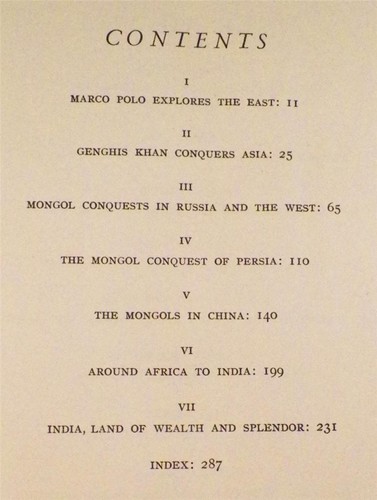 CONTENTS
I
MARCO POLO EXPLORES THE EAST: 11
II
GENGHIS KHAN CONQUERS ASIA: 25
III
MONGOL CONQUESTS IN RUSSIA AND THE WEST: 65
IV
THE MONGOL CONQUEST OF PERSIA: 110
V
THE MONGOLS IN CHINA: 140
VI
AROUND AFRICA TO INDIA: 199
VII
INDIA, LAND OF WEALTH AND SPLENDOR: 231
INDEX: 287